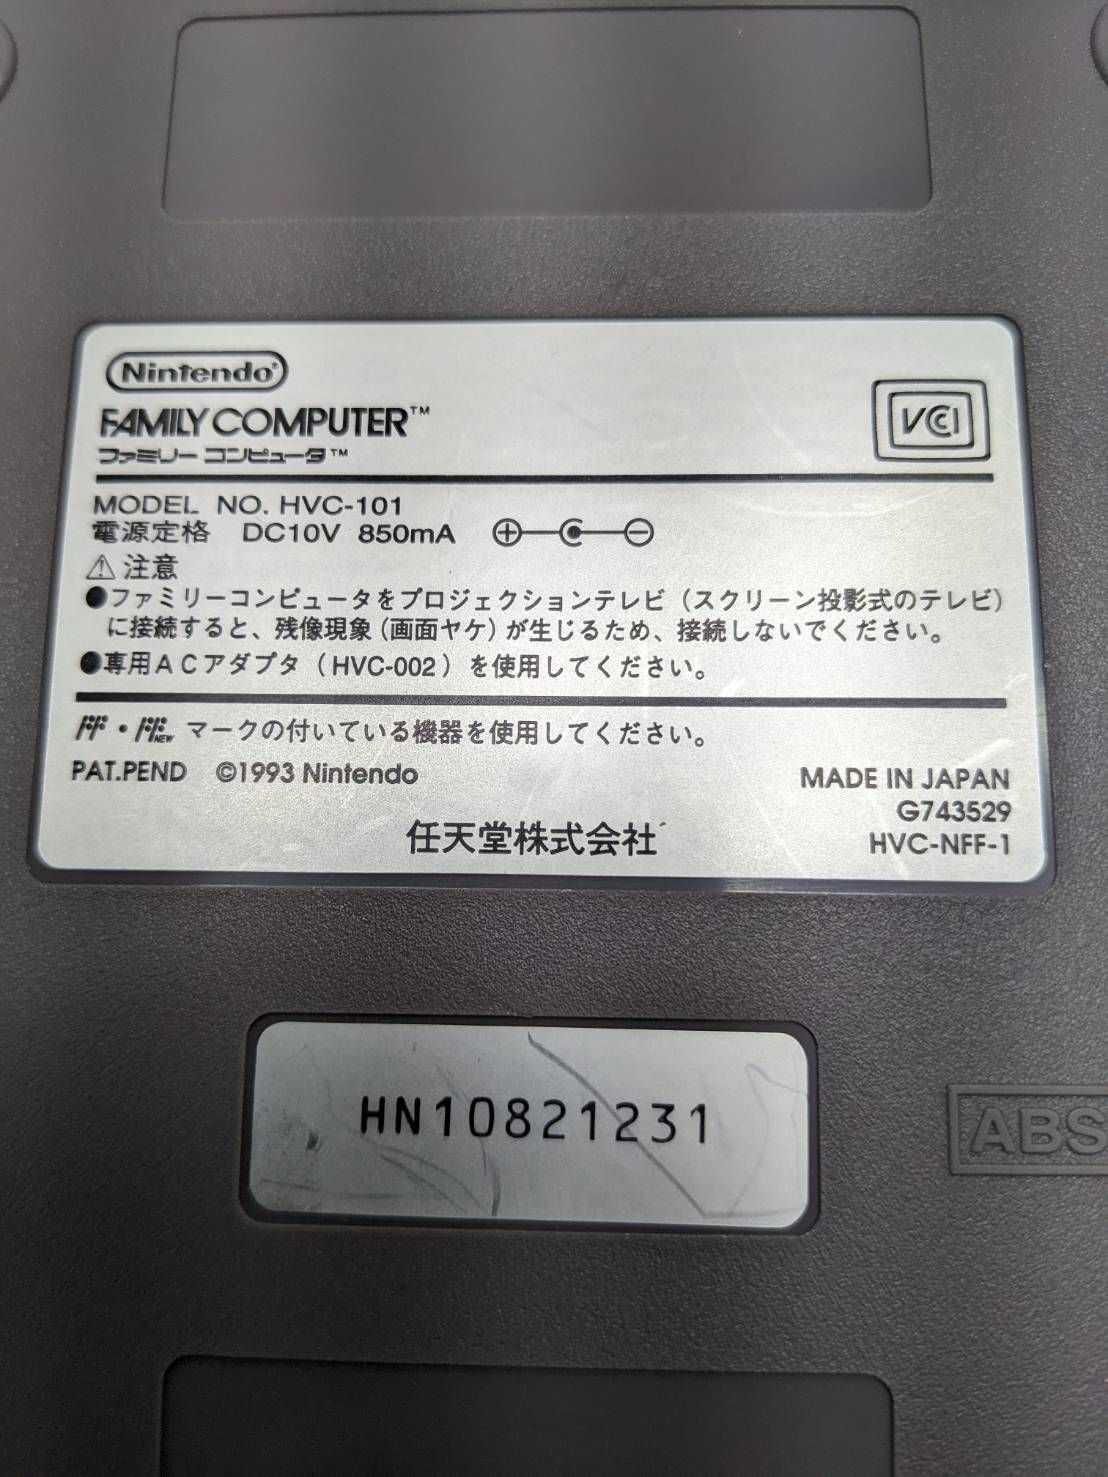 Nintendo®
FAMILY COMPUTER™
ファミリー コンピュータ™
VCCI
MODEL NO. HVC-101
電源定格 DC10V 850mA
⚠注意
●ファミリーコンピュータをプロジェクションテレビ(スクリーン投影式のテレビ)
に接続すると、残像現象(画面ヤケ)が生じるため、接続しないでください。
●専用ACアダプタ(HVC-002)を使用してください。
FF・FF NEW マークの付いている機器を使用してください。
PAT.PEND ©1993 Nintendo
MADE IN JAPAN
G743529
任天堂株式会社
HVC-NFF-1
HN10821231
ABS